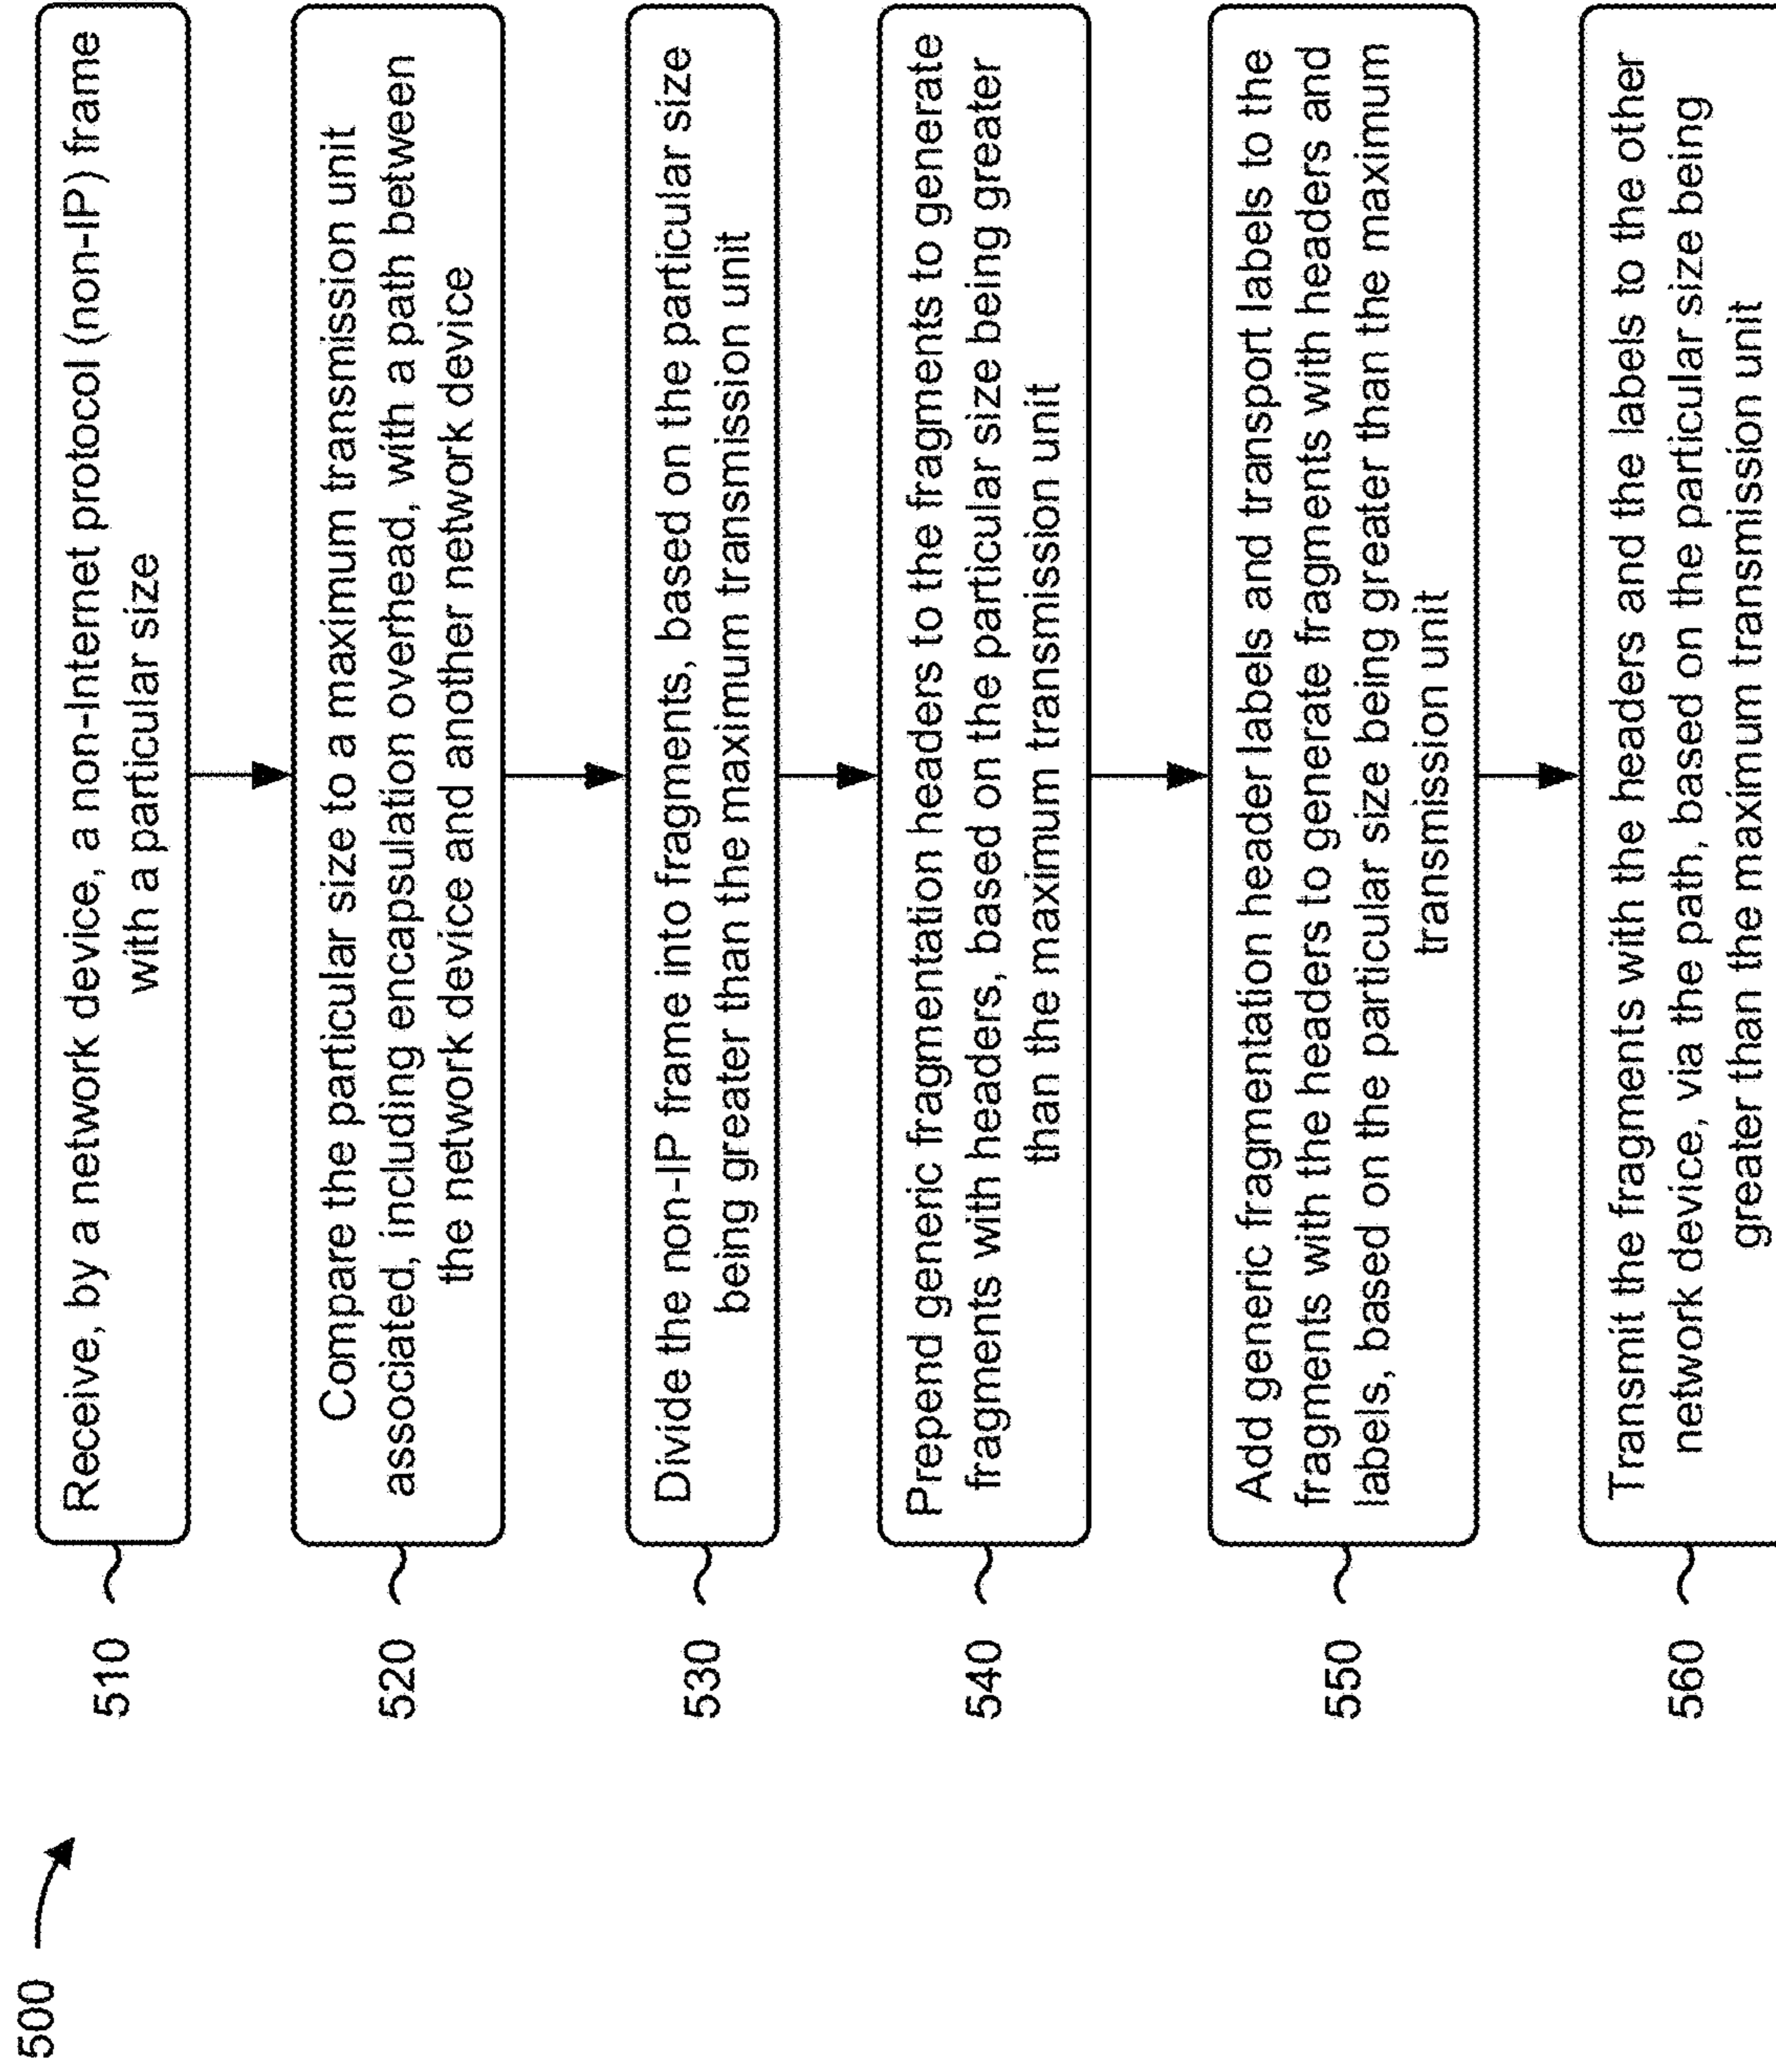 500
510
Receive, by a network device, a non-Internet protocol (non-IP) frame
with a particular size
520
Compare the particular size to a maximum transmission unit
associated, including encapsulation overhead, with a path between
the network device and another network device
530
Divide the non-IP frame into fragments, based on the particular size
being greater than the maximum transmission unit
540
Prepend generic fragmentation headers to the fragments to generate
fragments with headers, based on the particular size being greater
than the maximum transmission unit
550
Add generic fragmentation header labels and transport labels to the
fragments with the headers to generate fragments with headers and
labels, based on the particular size being greater than the maximum
transmission unit
560
Transmit the fragments with the headers and the labels to the other
network device, via the path, based on the particular size being
greater than the maximum transmission unit